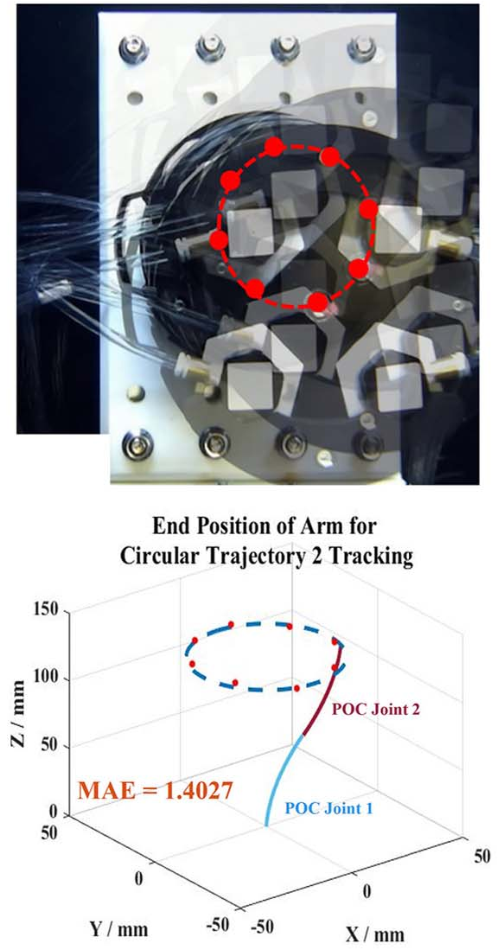 End Position of Arm for
Circular Trajectory 2 Tracking
150
100
50
0
Z / mm
POC Joint 2
MAE = 1.4027
POC Joint 1
50
0
-50
Y / mm
-50
0
50
X / mm